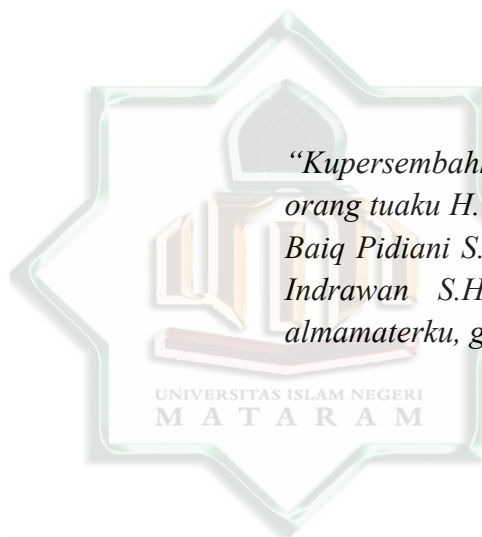 “Kupersembahk
orang tuaku H.
Baiq Pidiani S.
Indrawan S.H
almamaterku, g
UNIVERSITAS ISLAM NEGERI
MATARAM